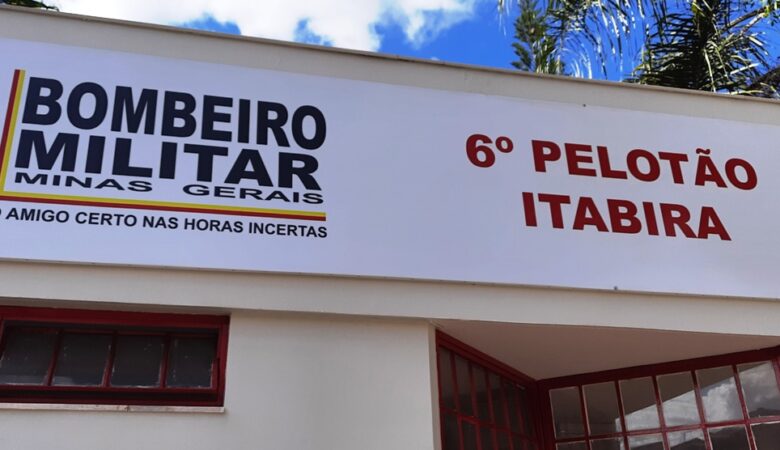 BOMBEIRO
MILITAR
MINAS GERAIS
O AMIGO CERTO NAS HORAS INCERTAS
6º PELOTÃO
ITABIRA